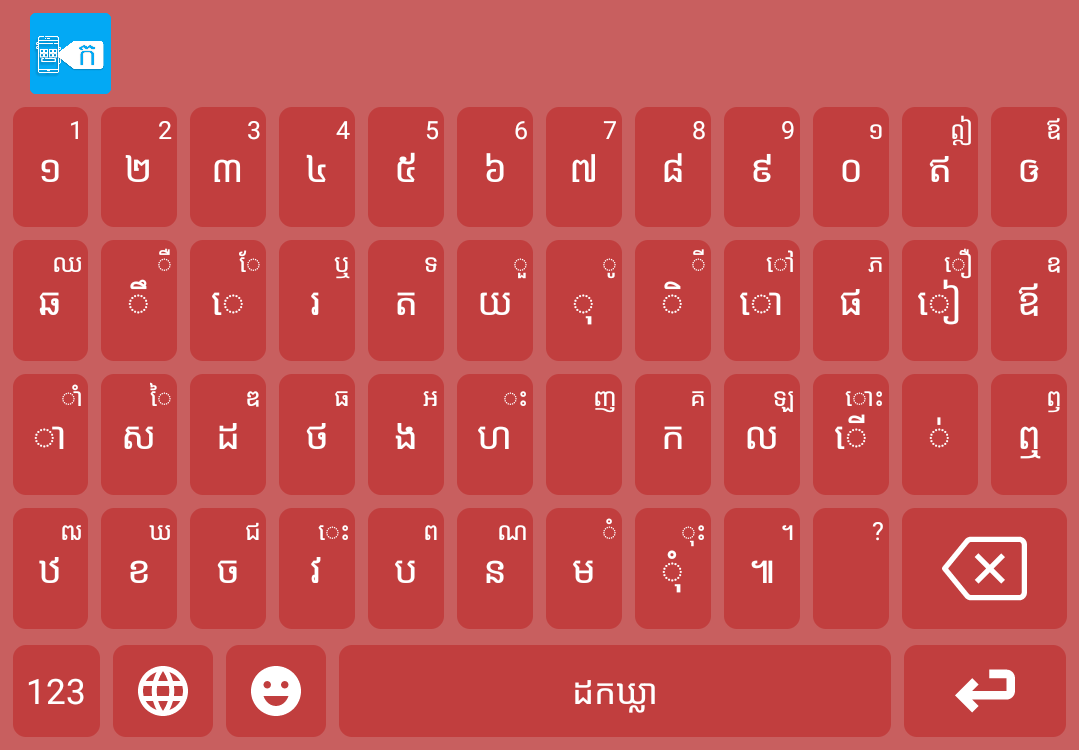 ក៏
1 2 3 4 5 6 7 8 9 ១ ឦ ឱ
១ ២ ៣ ៤ ៥ ៦ ៧ ៨ ៩ ០ ឥ ឲ
ឈ ឺ ែ ឬ ទ ួ ូ ី ៅ ភ ឿ ឧ
ឆ ឹ េ រ ត យ ុ ិ ោ ផ ៀ ឪ
ាំ ៃ ឌ ធ អ ះ ញ គ ឡ ោះ ឭ
ា ស ដ ថ ង ហ ក ល ើ ់ ឮ
ឍ ឃ ជ េះ ព ណ ំ ុះ ។ ?
ឋ ខ ច វ ប ន ម ុំ ៕
123 ដកឃ្លា